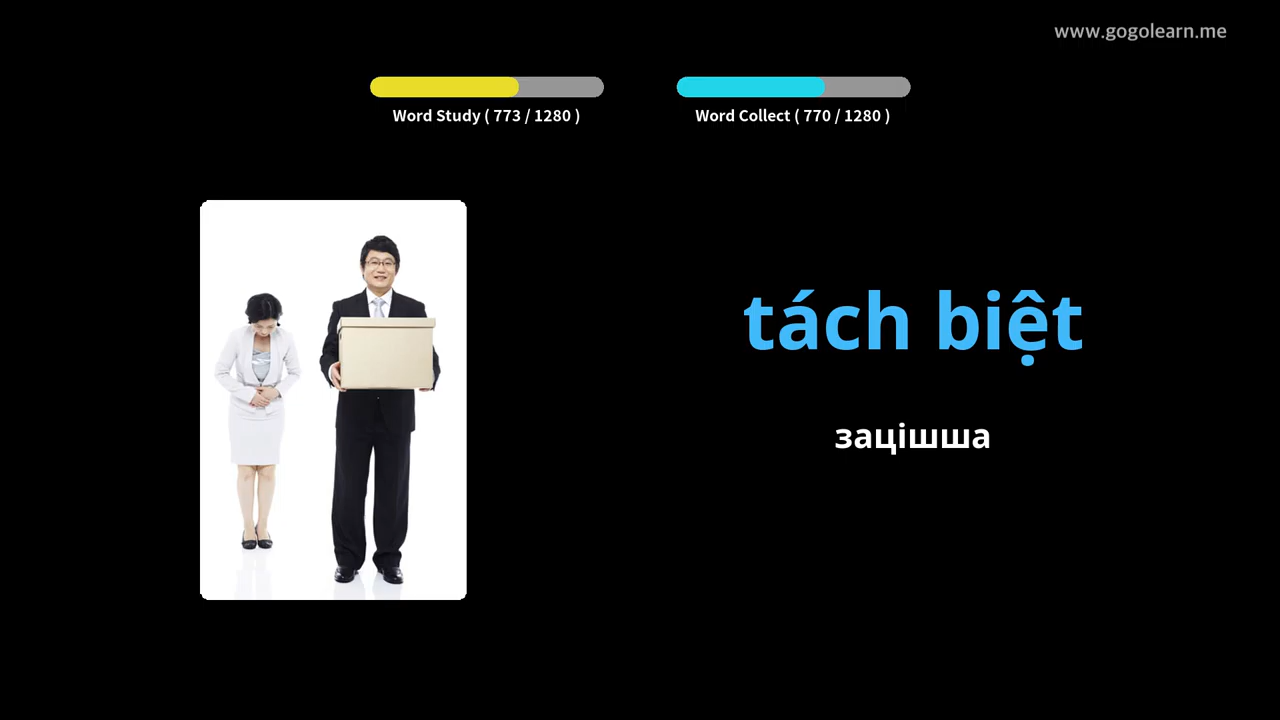 www.gogolearn.me
Word Study ( 773 / 1280 )
Word Collect ( 770 / 1280 )
tách biệt
зацішша